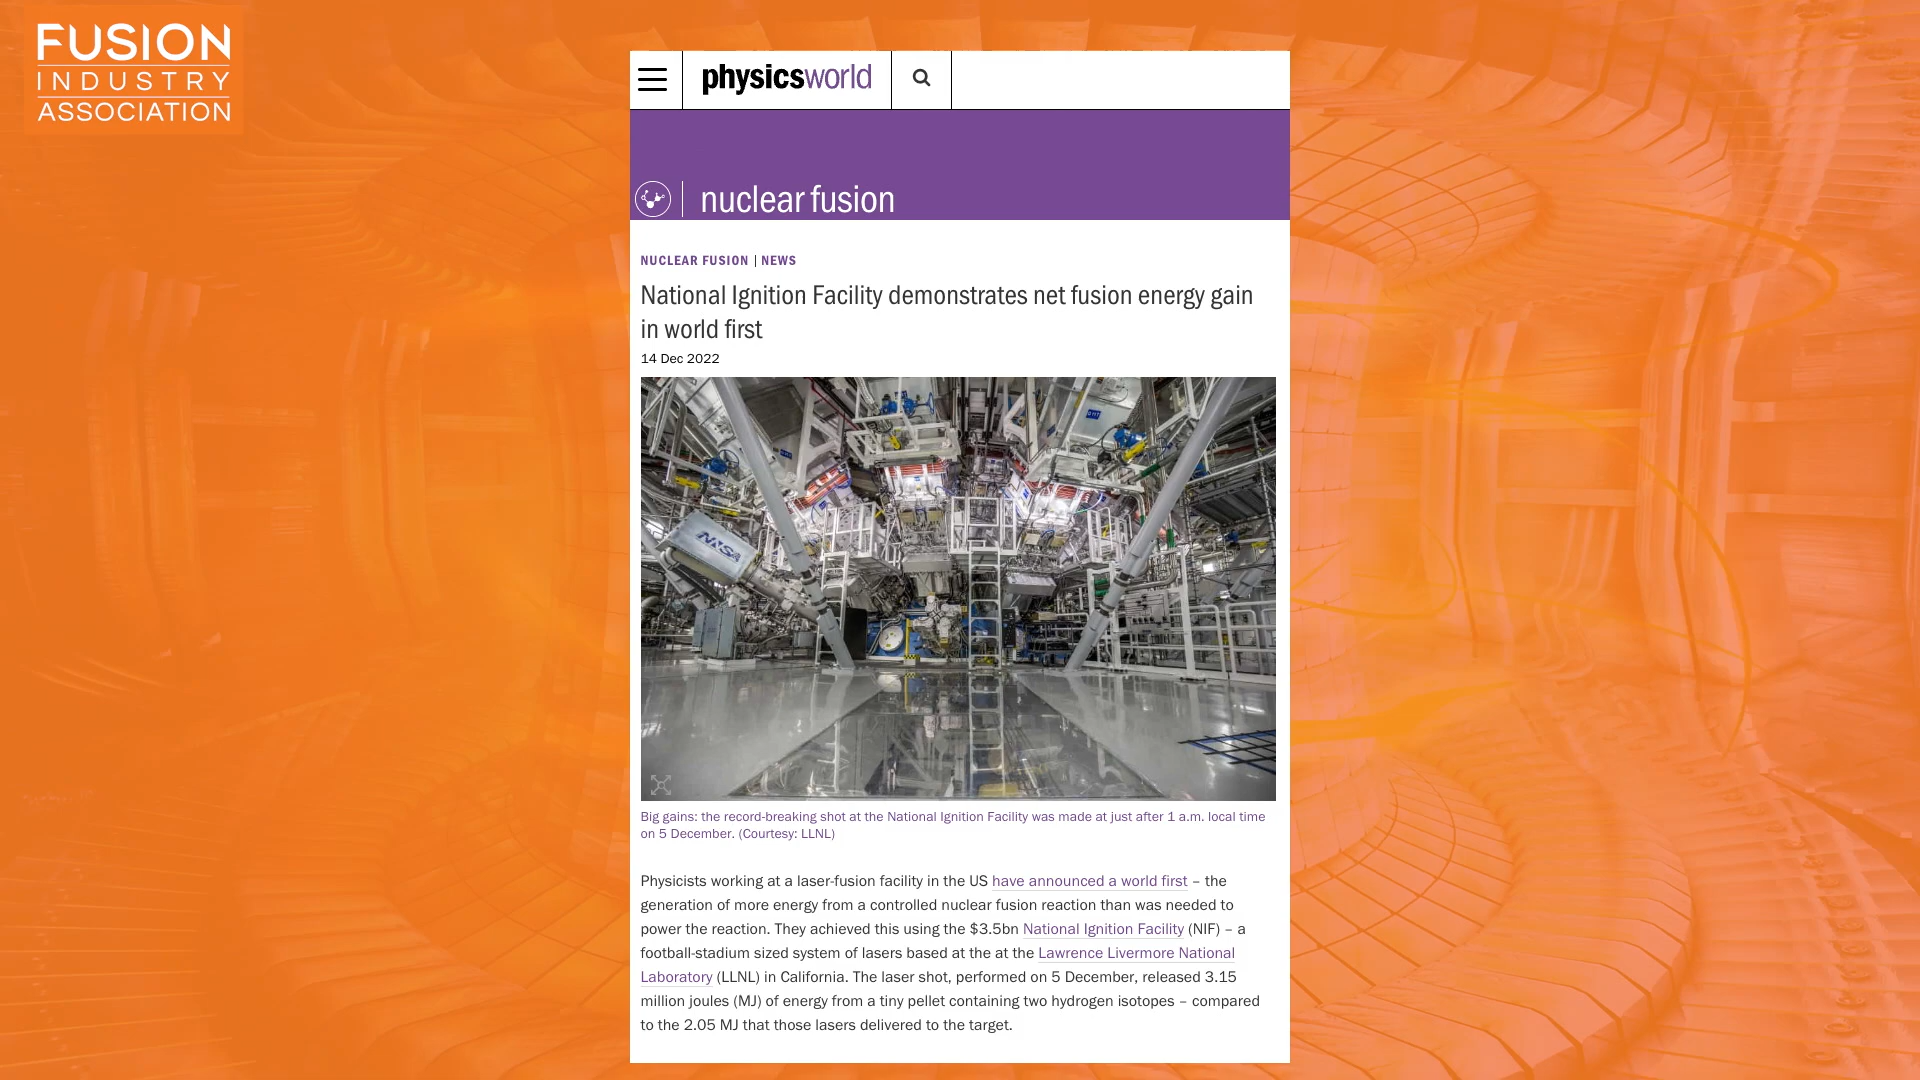 FUSION
INDUSTRY
ASSOCIATION
physicsworld
nuclear fusion
NUCLEAR FUSION | NEWS
National Ignition Facility demonstrates net fusion energy gain
in world first
14 Dec 2022
Big gains: the record-breaking shot at the National Ignition Facility was made at just after 1 a.m. local time
on 5 December. (Courtesy: LLNL)
Physicists working at a laser-fusion facility in the US have announced a world first – the
generation of more energy from a controlled nuclear fusion reaction than was needed to
power the reaction. They achieved this using the $3.5bn National Ignition Facility (NIF) – a
football-stadium sized system of lasers based at the at the Lawrence Livermore National
Laboratory (LLNL) in California. The laser shot, performed on 5 December, released 3.15
million joules (MJ) of energy from a tiny pellet containing two hydrogen isotopes – compared
to the 2.05 MJ that those lasers delivered to the target.